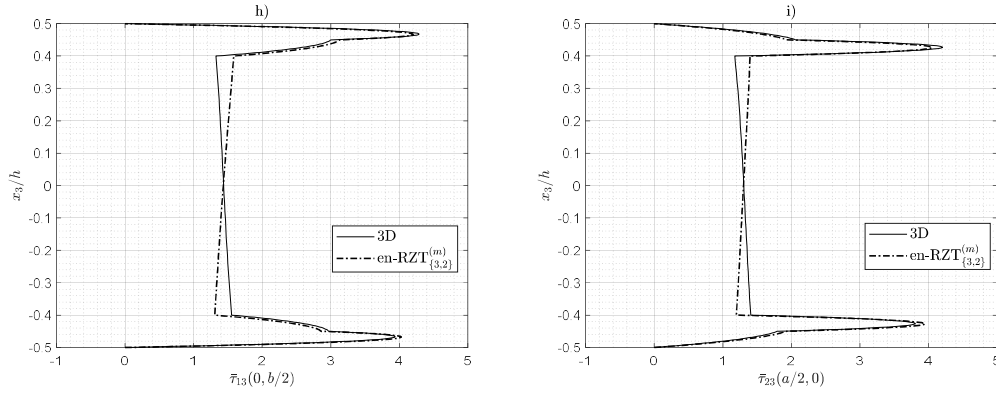 h)
0.5
0.4
0.3
0.2
0.1
0
-0.1
-0.2
-0.3
-0.4
-0.5
x₃/h
-1 0 1 2 3 4 5
τ̄₁₃(0, b/2)
3D
en-RZT^{(m)}_{\{3,2\}}
i)
0.5
0.4
0.3
0.2
0.1
0
-0.1
-0.2
-0.3
-0.4
-0.5
x₃/h
-1 0 1 2 3 4 5
τ̄₂₃(a/2, 0)
3D
en-RZT^{(m)}_{\{3,2\}}